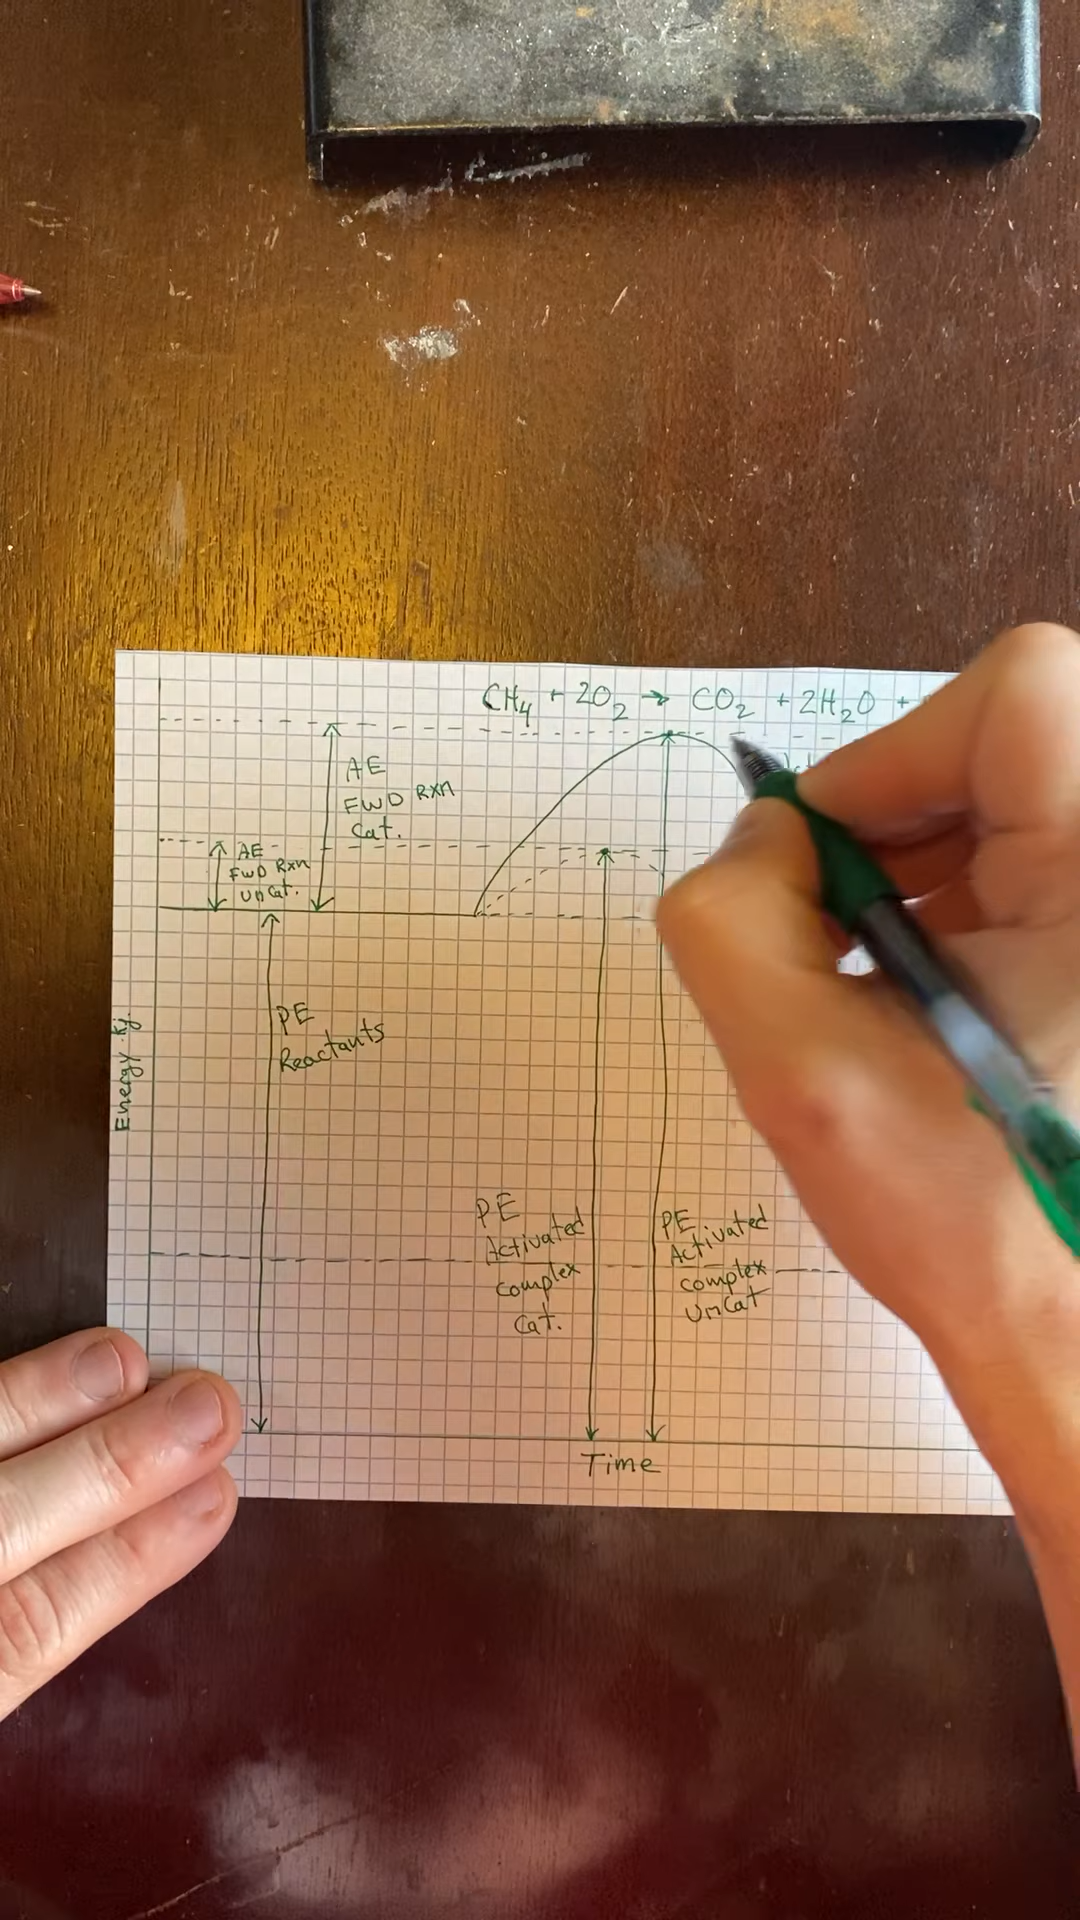 CH₄ + 2O₂ → CO₂ + 2H₂O +
AE
FWD RXN
Cat.
AE
FWD Rxn
UnCat.
PE
Reactants
Energy kj.
PE
Activated
Complex
Cat.
PE
Activated
Complex
UnCat
Time